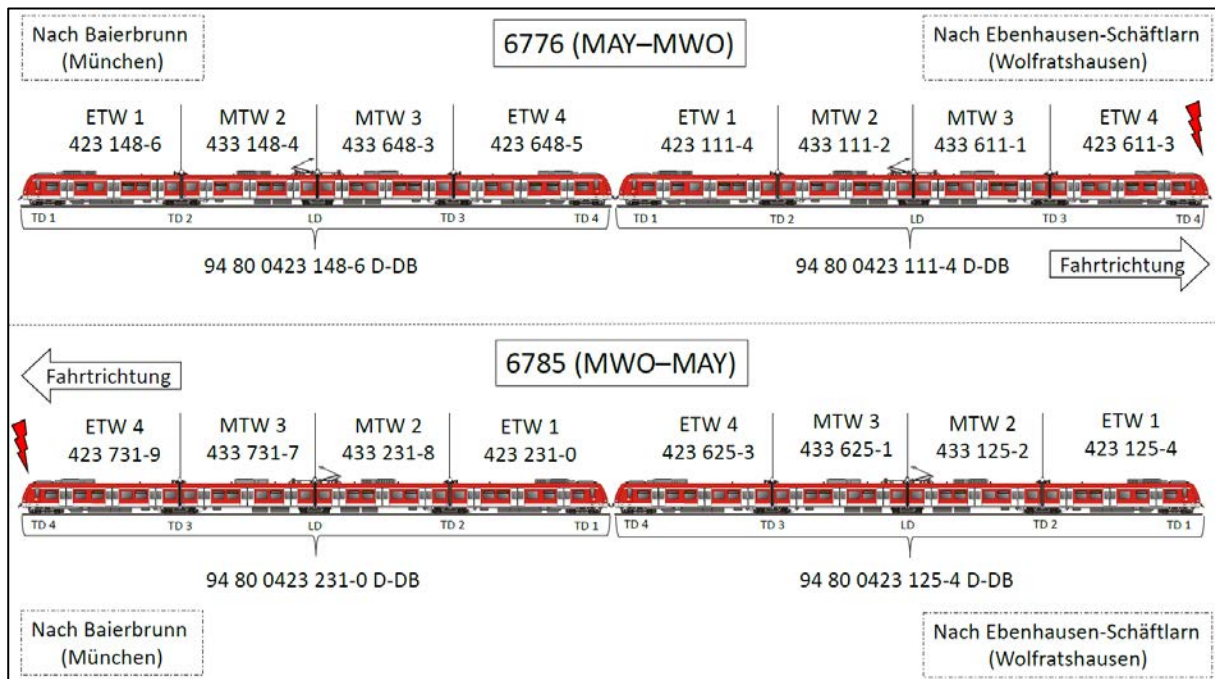 Nach Baierbrunn
(München)
6776 (MAY–MWO)
Nach Ebenhausen-Schäftlarn
(Wolfratshausen)
ETW 1 MTW 2 MTW 3 ETW 4 ETW 1 MTW 2 MTW 3 ETW 4
423 148-6 433 148-4 433 648-3 423 648-5 423 111-4 433 111-2 433 611-1 423 611-3
TD 1 TD 2 LD TD 3 TD 4 TD 1 TD 2 LD TD 3 TD 4
94 80 0423 148-6 D-DB 94 80 0423 111-4 D-DB
Fahrtrichtung
6785 (MWO–MAY)
Fahrtrichtung
ETW 4 MTW 3 MTW 2 ETW 1 ETW 4 MTW 3 MTW 2 ETW 1
423 731-9 433 731-7 433 231-8 423 231-0 423 625-3 433 625-1 433 125-2 423 125-4
TD 4 TD 3 LD TD 2 TD 1 TD 4 TD 3 LD TD 2 TD 1
94 80 0423 231-0 D-DB 94 80 0423 125-4 D-DB
Nach Baierbrunn
(München)
Nach Ebenhausen-Schäftlarn
(Wolfratshausen)